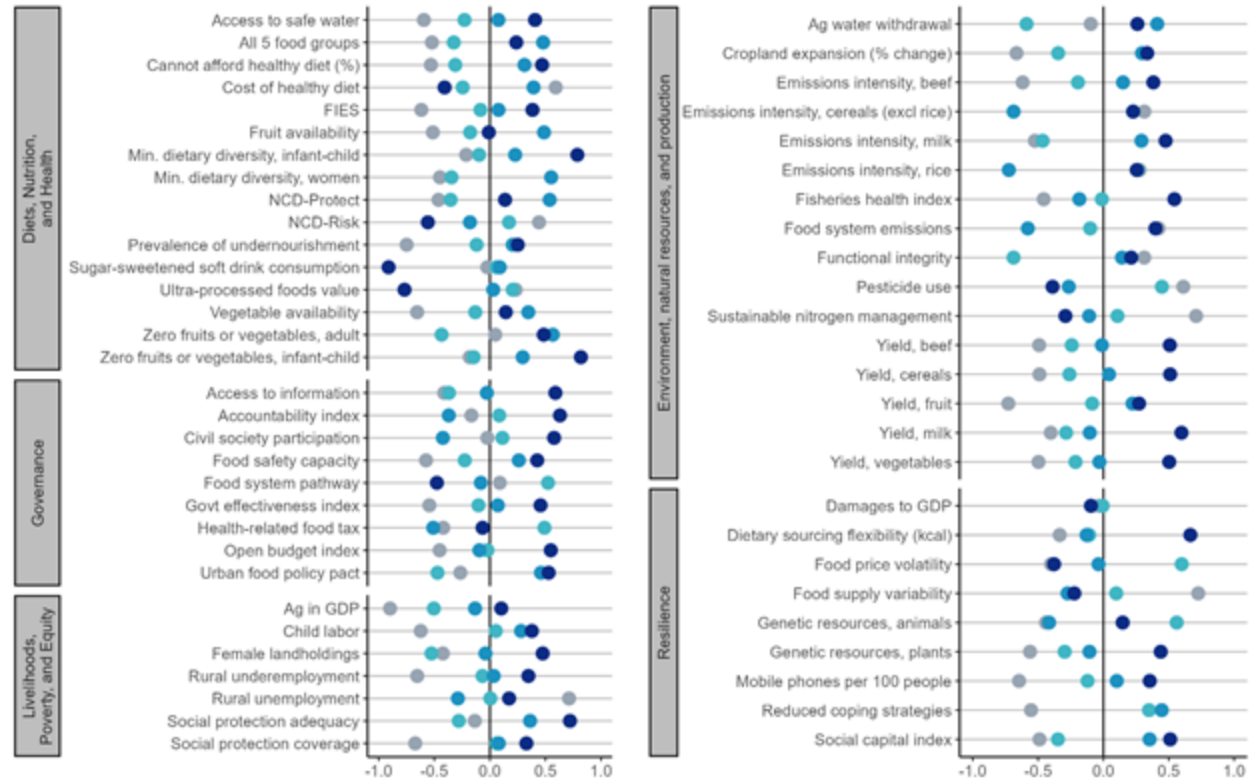 Diets, Nutrition,
and Health
Access to safe water
All 5 food groups
Cannot afford healthy diet (%)
Cost of healthy diet
FIES
Fruit availability
Min. dietary diversity, infant-child
Min. dietary diversity, women
NCD-Protect
NCD-Risk
Prevalence of undernourishment
Sugar-sweetened soft drink consumption
Ultra-processed foods value
Vegetable availability
Zero fruits or vegetables, adult
Zero fruits or vegetables, infant-child
Governance
Access to information
Accountability index
Civil society participation
Food safety capacity
Food system pathway
Govt effectiveness index
Health-related food tax
Open budget index
Urban food policy pact
Livelihoods,
Poverty, and Equity
Ag in GDP
Child labor
Female landholdings
Rural underemployment
Rural unemployment
Social protection adequacy
Social protection coverage
-1.0 -0.5 0.0 0.5 1.0
Environment, natural resources, and production
Ag water withdrawal
Cropland expansion (% change)
Emissions intensity, beef
Emissions intensity, cereals (excl rice)
Emissions intensity, milk
Emissions intensity, rice
Fisheries health index
Food system emissions
Functional integrity
Pesticide use
Sustainable nitrogen management
Yield, beef
Yield, cereals
Yield, fruit
Yield, milk
Yield, vegetables
Resilience
Damages to GDP
Dietary sourcing flexibility (kcal)
Food price volatility
Food supply variability
Genetic resources, animals
Genetic resources, plants
Mobile phones per 100 people
Reduced coping strategies
Social capital index
-1.0 -0.5 0.0 0.5 1.0